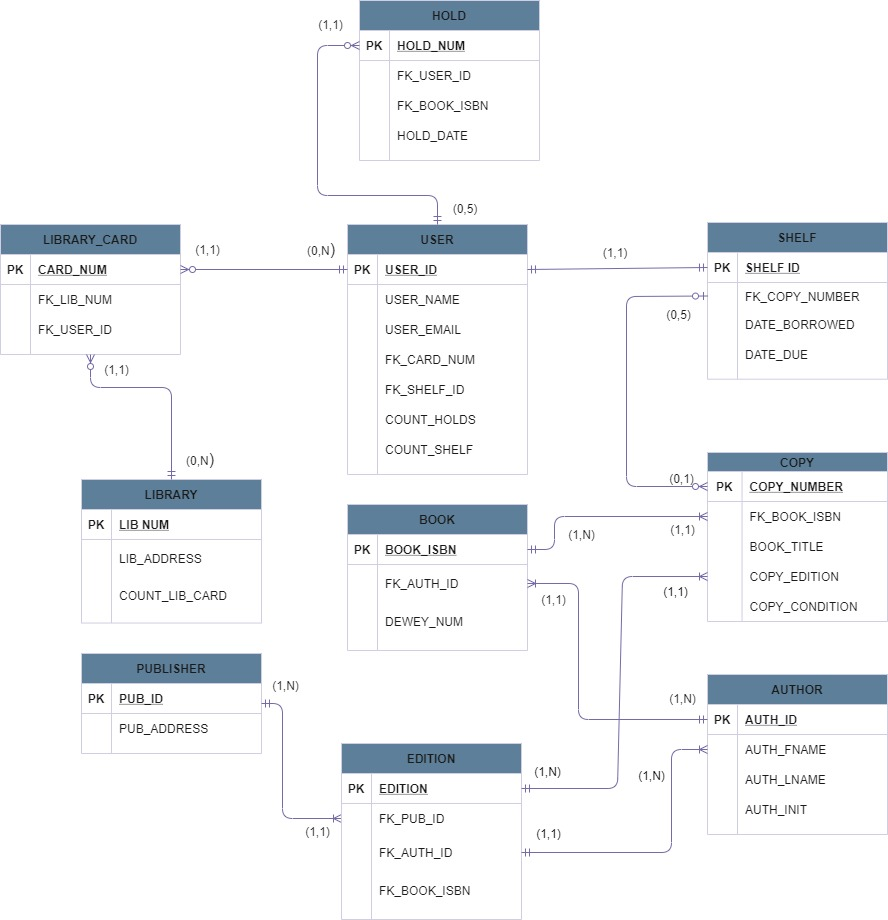 HOLD
(1,1)
PK HOLD_NUM
FK_USER_ID
FK_BOOK_ISBN
HOLD_DATE
(0,5)
LIBRARY_CARD
PK CARD_NUM
FK_LIB_NUM
FK_USER_ID
(1,1)
(0,N)
USER
PK USER_ID
USER_NAME
USER_EMAIL
FK_CARD_NUM
FK_SHELF_ID
COUNT_HOLDS
COUNT_SHELF
(1,1)
SHELF
PK SHELF ID
FK_COPY_NUMBER
DATE_BORROWED
DATE_DUE
(0,5)
(1,1)
(0,N)
LIBRARY
PK LIB NUM
LIB_ADDRESS
COUNT_LIB_CARD
BOOK
PK BOOK_ISBN
FK_AUTH_ID
DEWEY_NUM
(1,N)
(1,1)
(0,1)
COPY
PK COPY_NUMBER
FK_BOOK_ISBN
BOOK_TITLE
COPY_EDITION
COPY_CONDITION
(1,1)
(1,1)
PUBLISHER
PK PUB_ID
PUB_ADDRESS
(1,N)
(1,1)
EDITION
PK EDITION
FK_PUB_ID
FK_AUTH_ID
FK_BOOK_ISBN
(1,N)
(1,1)
(1,N)
(1,N)
AUTHOR
PK AUTH_ID
AUTH_FNAME
AUTH_LNAME
AUTH_INIT